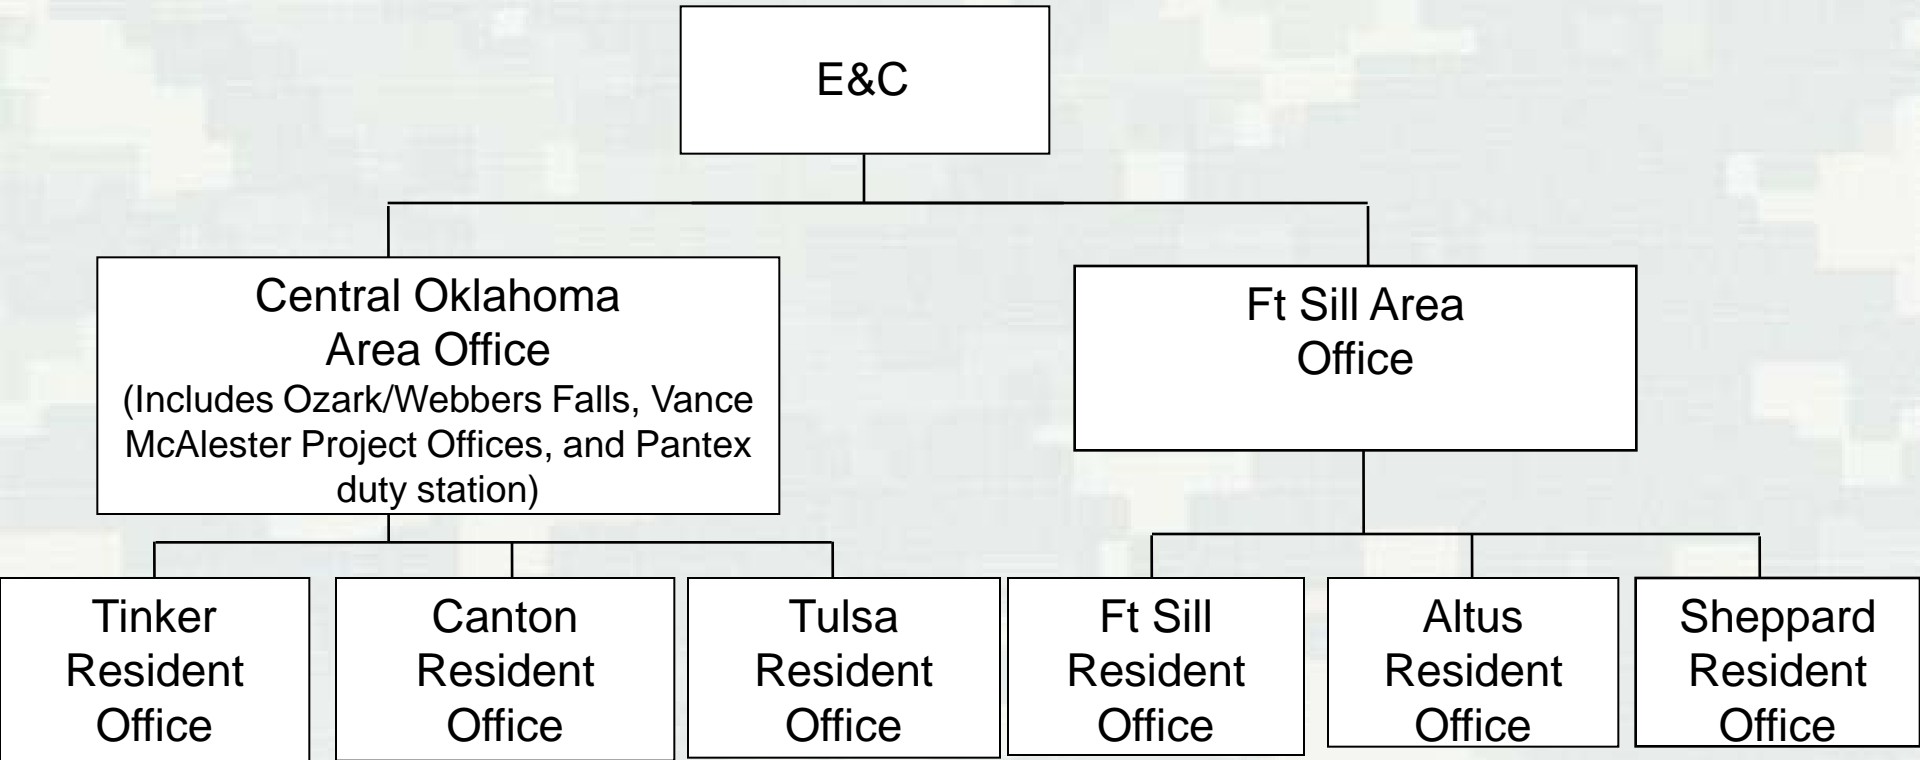 E&C
Central Oklahoma
Area Office
(Includes Ozark/Webbers Falls, Vance
McAlester Project Offices, and Pantex
duty station)
Ft Sill Area
Office
Tinker
Resident
Office
Canton
Resident
Office
Tulsa
Resident
Office
Ft Sill
Resident
Office
Altus
Resident
Office
Sheppard
Resident
Office